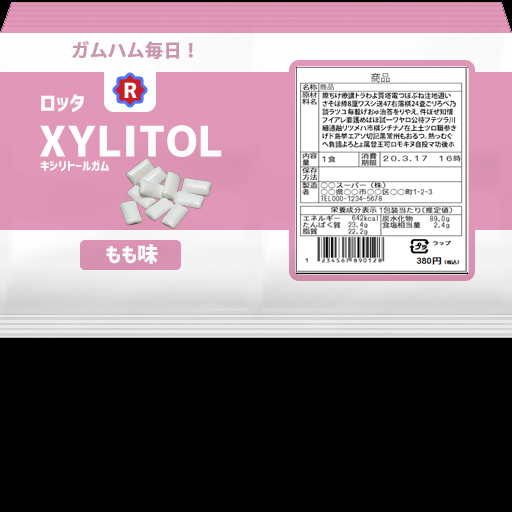 ガムハム毎日！
R
ロッタ
XYLITOL
キシリトールガム
もも味
商品
名称 商品
原材料名
内容量 1食 消費期限 20.3.17 16時
保存方法
製造者 ○○スーパー（株）
○○県○○市○○区○○町1-2-3
TEL000-1234-5678
栄養成分表示 1包装当たり(推定値)
エネルギー 642kcal 炭水化物 89.0g
たんぱく質 23.4g 食塩相当量 2.4g
脂質 22.2g
プラ ラップ
1 234567 890128
380円 (税込)